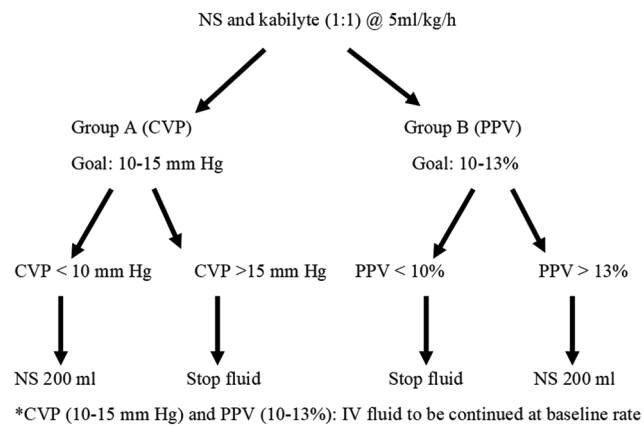 NS and kabilyte (1:1) @ 5ml/kg/h
Group A (CVP) Group B (PPV)
Goal: 10-15 mm Hg Goal: 10-13%
CVP < 10 mm Hg CVP >15 mm Hg PPV < 10% PPV > 13%
NS 200 ml Stop fluid Stop fluid NS 200 ml
*CVP (10-15 mm Hg) and PPV (10-13%): IV fluid to be continued at baseline rate